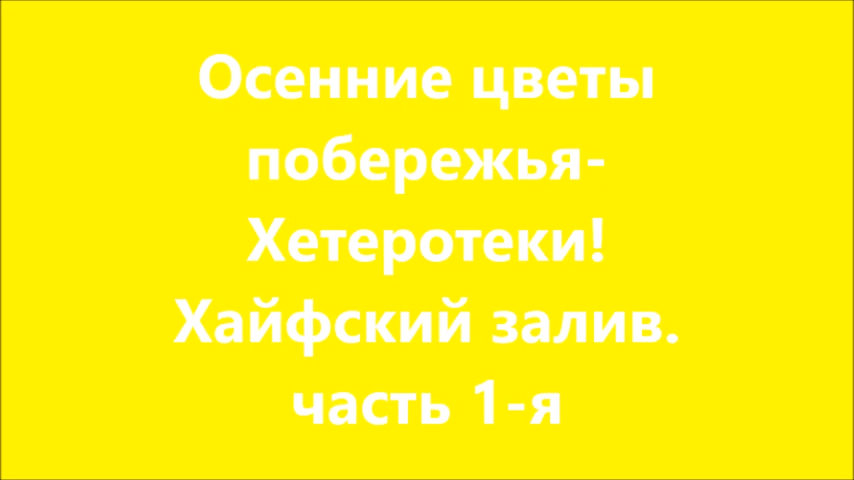 Осенние цветы
побережья-
Хетеротеки!
Хайфский залив.
часть 1-я